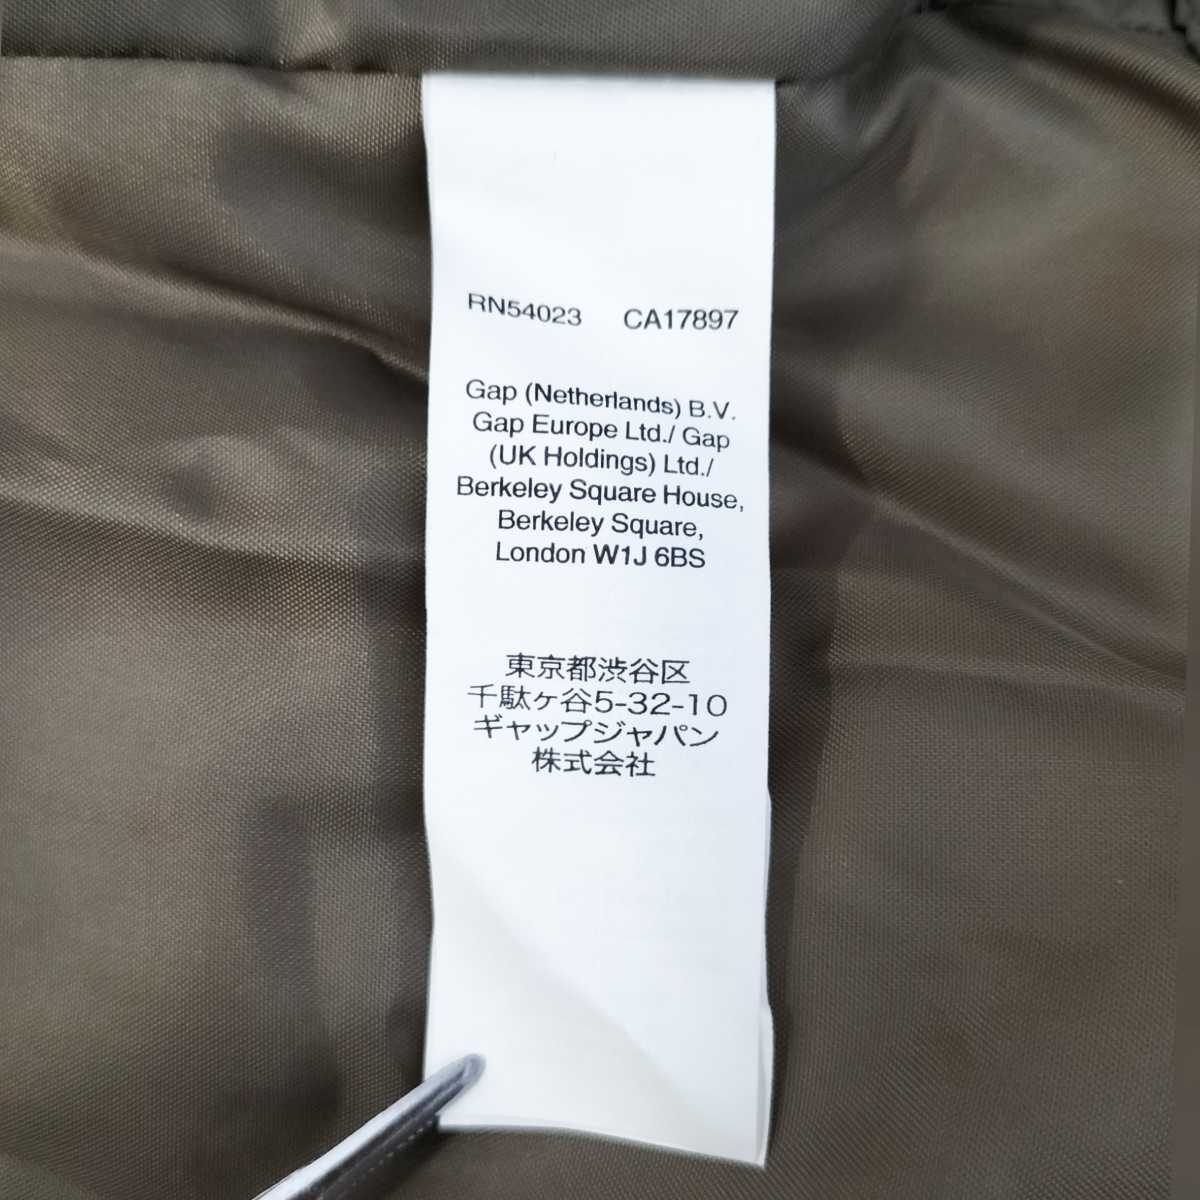 RN54023 CA17897
Gap (Netherlands) B.V.
Gap Europe Ltd./ Gap
(UK Holdings) Ltd./
Berkeley Square House,
Berkeley Square,
London W1J 6BS
東京都渋谷区
千駄ヶ谷5-32-10
ギャップジャパン
株式会社